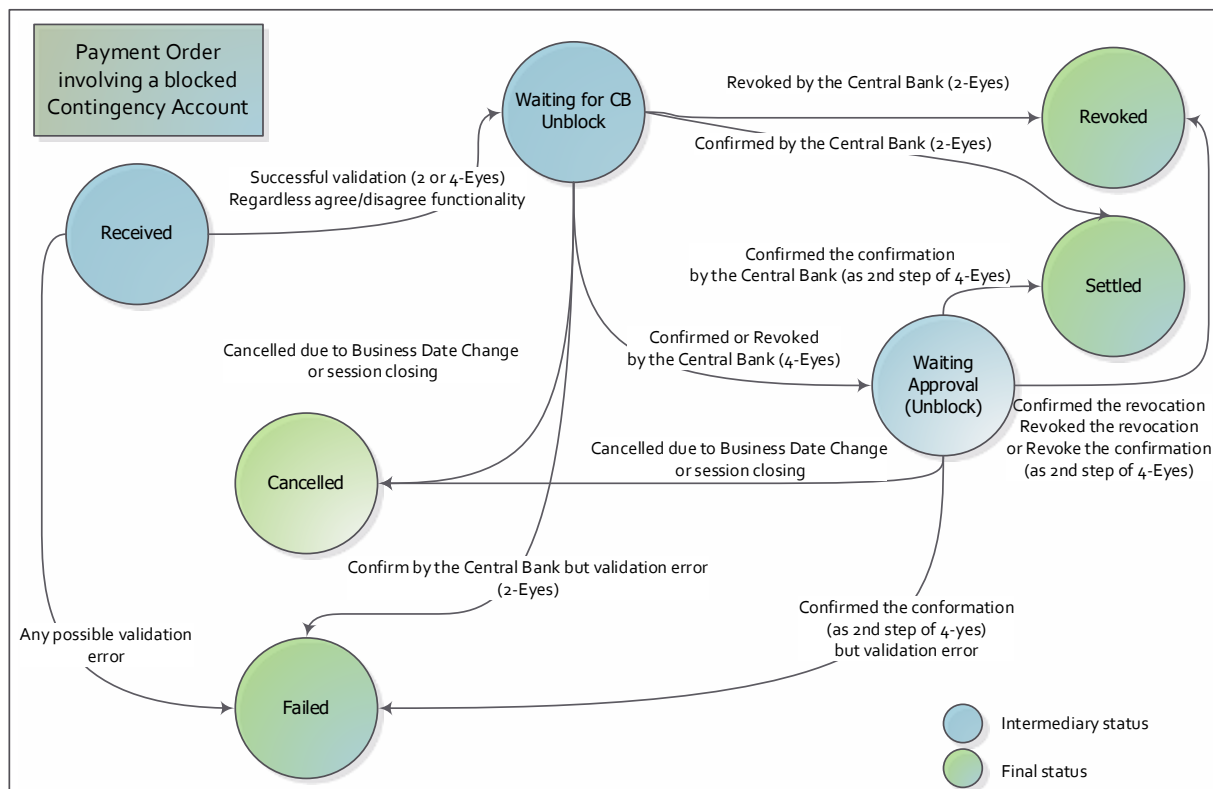 Payment Order
involving a blocked
Contingency Account
Waiting for CB
Unblock
Revoked by the Central Bank (2-Eyes)
Revoked
Confirmed by the Central Bank (2-Eyes)
Successful validation (2 or 4-Eyes)
Regardless agree/disagree functionality
Received
Confirmed the confirmation
by the Central Bank (as 2nd step of 4-Eyes)
Settled
Cancelled due to Business Date Change
or session closing
Confirmed or Revoked
by the Central Bank (4-Eyes)
Waiting
Approval
(Unblock)
Confirmed the revocation
Revoked the revocation
or Revoke the confirmation
(as 2nd step of 4-Eyes)
Cancelled due to Business Date Change
or session closing
Cancelled
Confirm by the Central Bank but validation error
(2-Eyes)
Confirmed the conformation
(as 2nd step of 4-yes)
but validation error
Any possible validation
error
Failed
Intermediary status
Final status